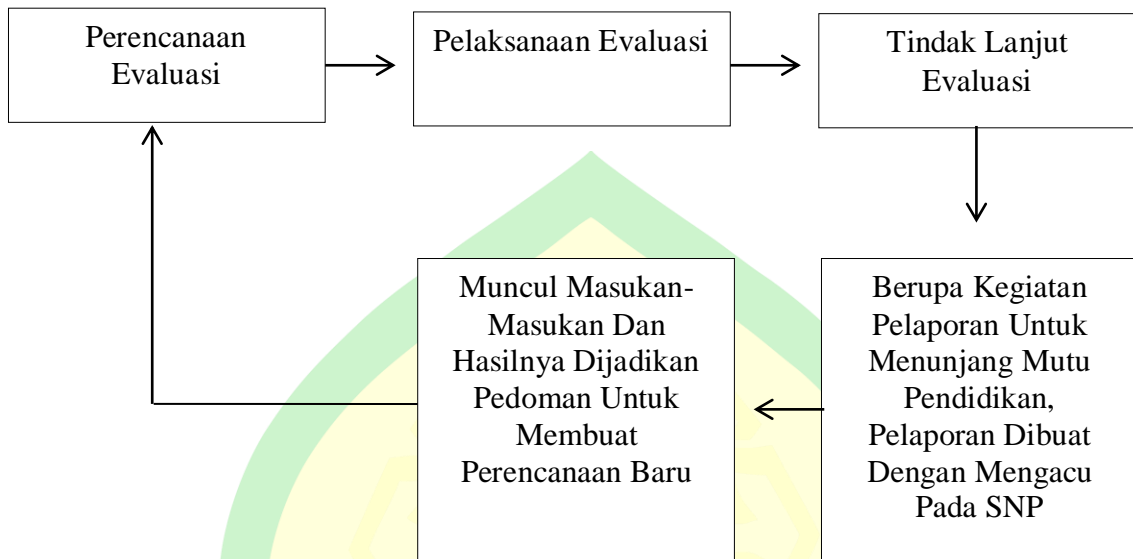 Perencanaan
Evaluasi
Pelaksanaan Evaluasi
Tindak Lanjut
Evaluasi
Berupa Kegiatan
Pelaporan Untuk
Menunjang Mutu
Pendidikan,
Pelaporan Dibuat
Dengan Mengacu
Pada SNP
Muncul Masukan-
Masukan Dan
Hasilnya Dijadikan
Pedoman Untuk
Membuat
Perencanaan Baru